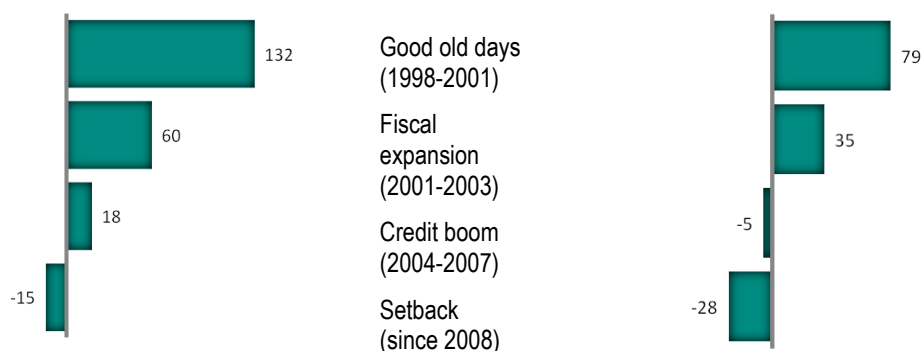 132
Good old days
(1998-2001)
79
60
Fiscal
expansion
(2001-2003)
35
18
Credit boom
(2004-2007)
-5
-15
Setback
(since 2008)
-28